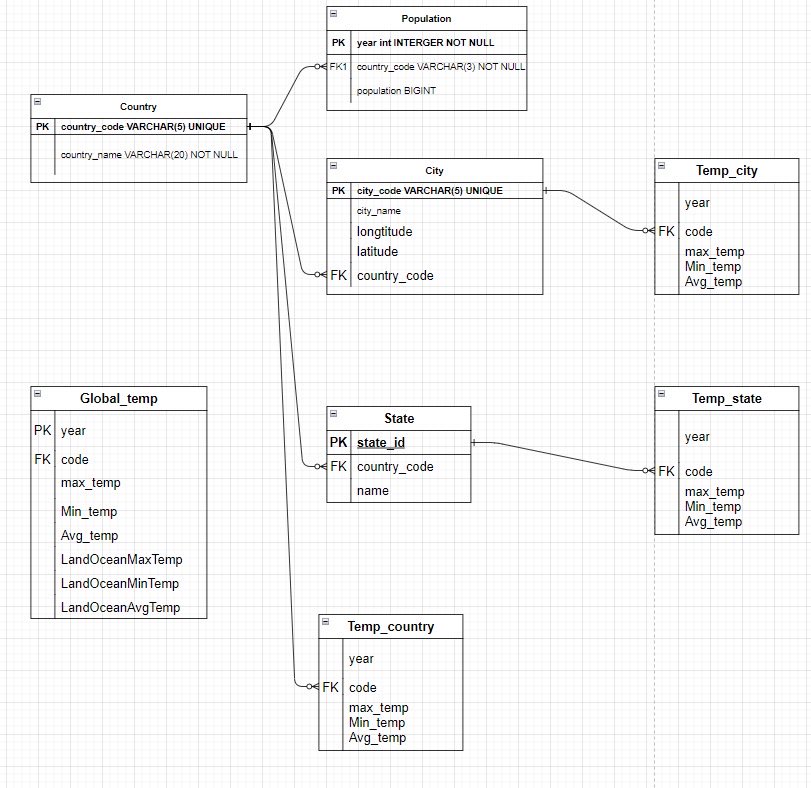 Population
PK year int INTERGER NOT NULL
FK1 country_code VARCHAR(3) NOT NULL
population BIGINT
Country
PK country_code VARCHAR(5) UNIQUE
country_name VARCHAR(20) NOT NULL
City
PK city_code VARCHAR(5) UNIQUE
city_name
longtitude
latitude
FK country_code
Temp_city
year
FK code
max_temp
Min_temp
Avg_temp
Global_temp
PK year
FK code
max_temp
Min_temp
Avg_temp
LandOceanMaxTemp
LandOceanMinTemp
LandOceanAvgTemp
State
PK state_id
FK country_code
name
Temp_state
year
FK code
max_temp
Min_temp
Avg_temp
Temp_country
year
FK code
max_temp
Min_temp
Avg_temp